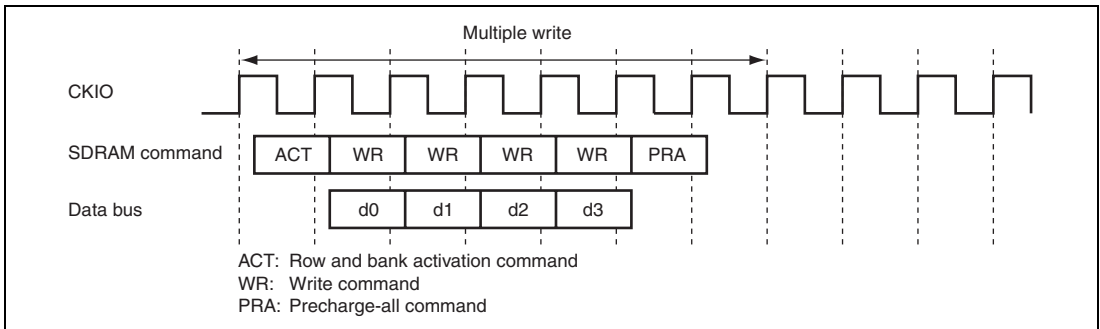 Multiple write
CKIO
SDRAM command ACT WR WR WR WR PRA
Data bus d0 d1 d2 d3
ACT: Row and bank activation command
WR: Write command
PRA: Precharge-all command